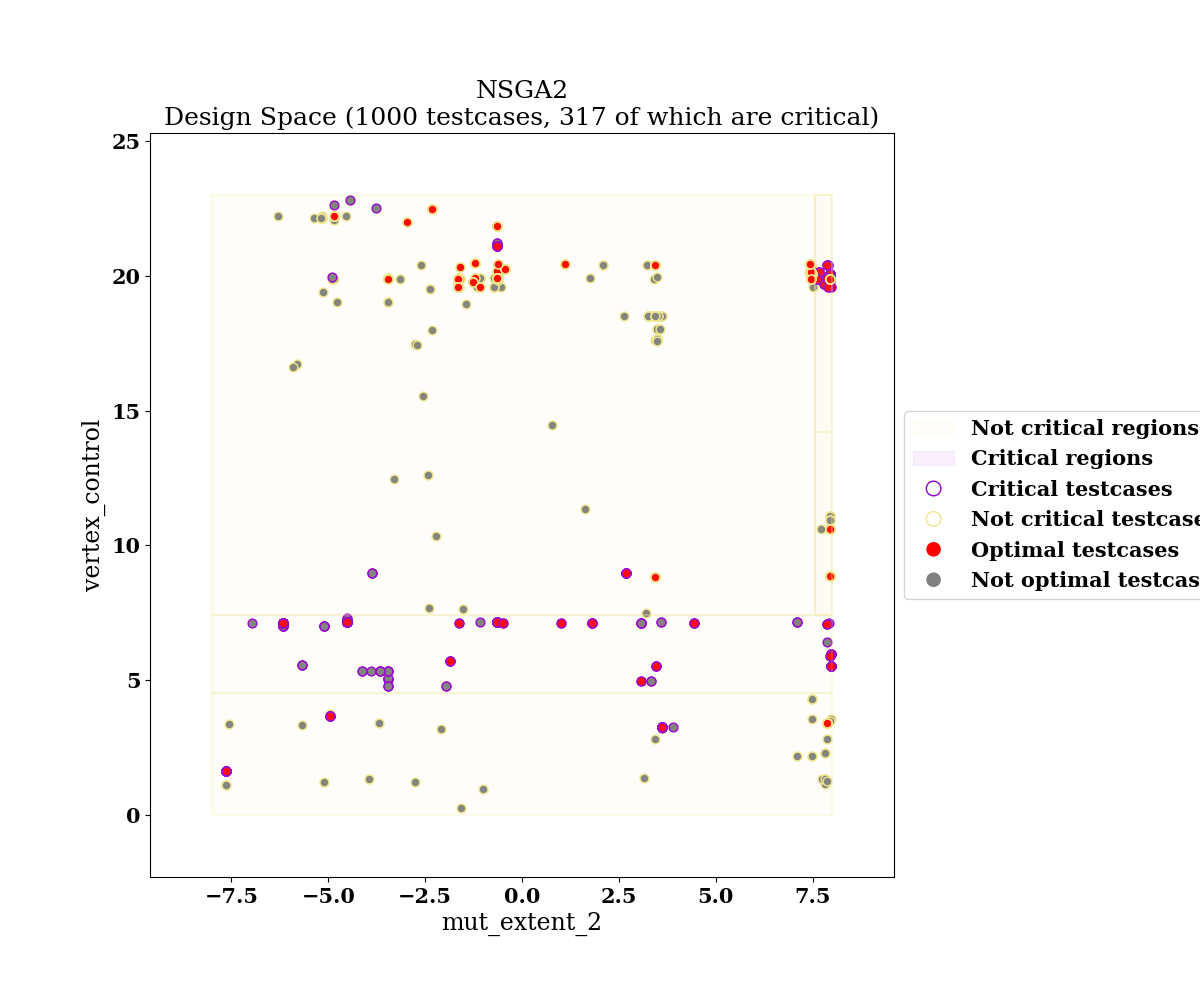 NSGA2
Design Space (1000 testcases, 317 of which are critical)
25
20
15
10
5
0
vertex_control
−7.5 −5.0 −2.5 0.0 2.5 5.0 7.5
mut_extent_2
Not critical regions
Critical regions
Critical testcases
Not critical testcase
Optimal testcases
Not optimal testcas